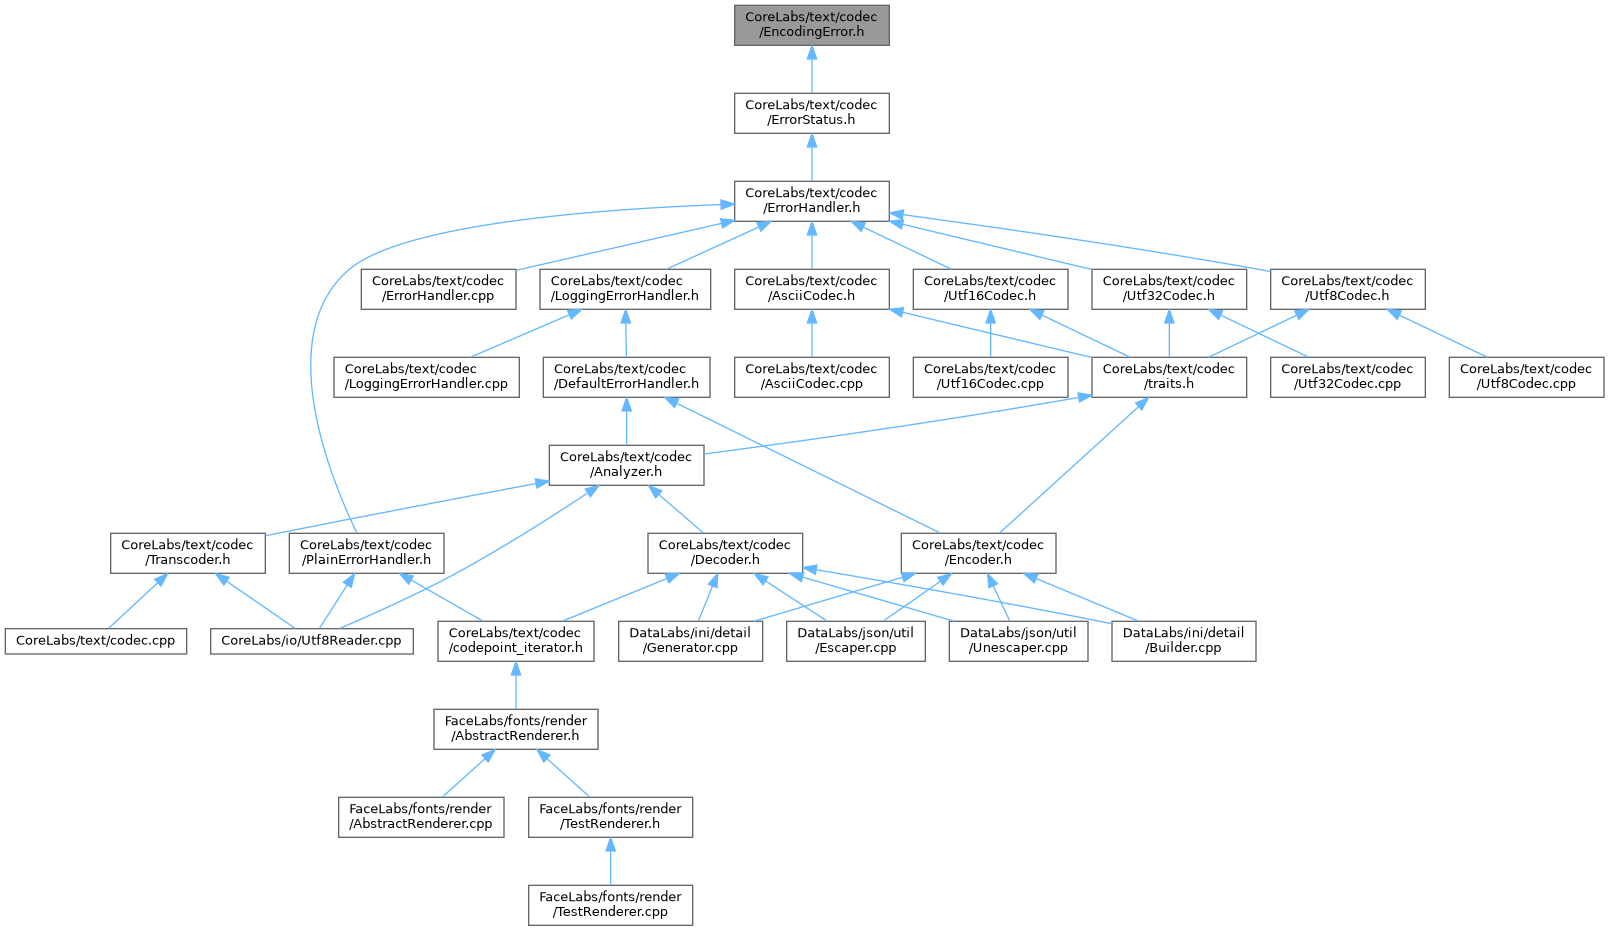 CoreLabs/text/codec
/EncodingError.h
CoreLabs/text/codec
/ErrorStatus.h
CoreLabs/text/codec
/ErrorHandler.h
CoreLabs/text/codec
/ErrorHandler.cpp
CoreLabs/text/codec
/LoggingErrorHandler.h
CoreLabs/text/codec
/AsciiCodec.h
CoreLabs/text/codec
/Utf16Codec.h
CoreLabs/text/codec
/Utf32Codec.h
CoreLabs/text/codec
/Utf8Codec.h
CoreLabs/text/codec
/LoggingErrorHandler.cpp
CoreLabs/text/codec
/DefaultErrorHandler.h
CoreLabs/text/codec
/AsciiCodec.cpp
CoreLabs/text/codec
/Utf16Codec.cpp
CoreLabs/text/codec
/traits.h
CoreLabs/text/codec
/Utf32Codec.cpp
CoreLabs/text/codec
/Utf8Codec.cpp
CoreLabs/text/codec
/Analyzer.h
CoreLabs/text/codec
/Transcoder.h
CoreLabs/text/codec
/PlainErrorHandler.h
CoreLabs/text/codec
/Decoder.h
CoreLabs/text/codec
/Encoder.h
CoreLabs/text/codec.cpp
CoreLabs/io/Utf8Reader.cpp
CoreLabs/text/codec
/codepoint_iterator.h
DataLabs/ini/detail
/Generator.cpp
DataLabs/json/util
/Escaper.cpp
DataLabs/json/util
/Unescaper.cpp
DataLabs/ini/detail
/Builder.cpp
FaceLabs/fonts/render
/AbstractRenderer.h
FaceLabs/fonts/render
/AbstractRenderer.cpp
FaceLabs/fonts/render
/TestRenderer.h
FaceLabs/fonts/render
/TestRenderer.cpp